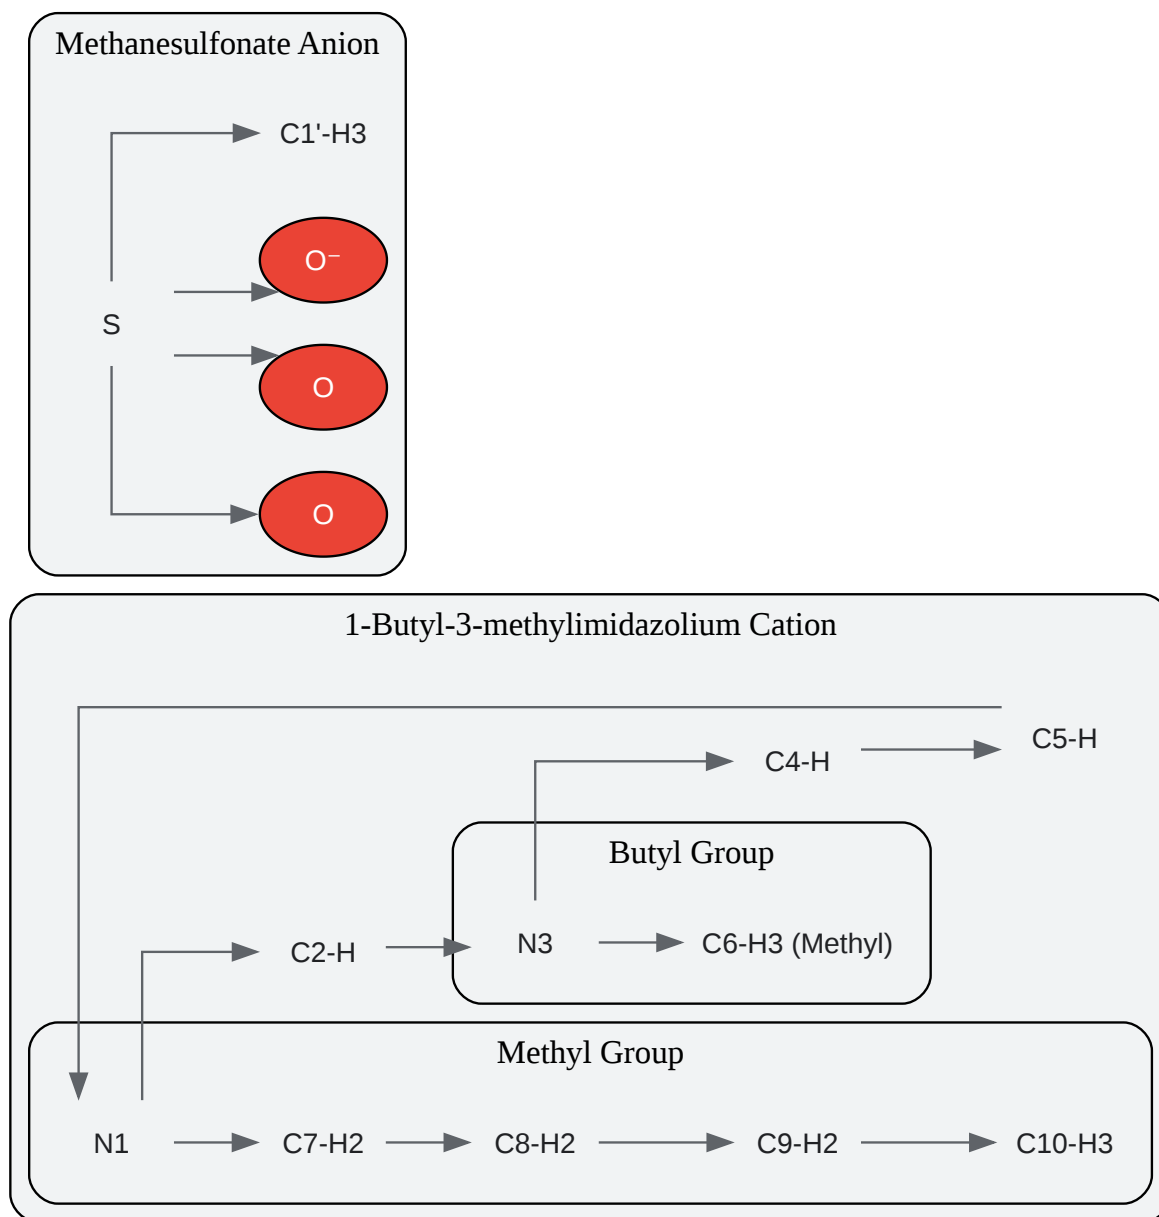 Methanesulfonate Anion
C1'-H3
O⁻
S
O
O
1-Butyl-3-methylimidazolium Cation
C5-H
C4-H
Butyl Group
N3 C6-H3 (Methyl)
C2-H
Methyl Group
N1 C7-H2 C8-H2 C9-H2 C10-H3